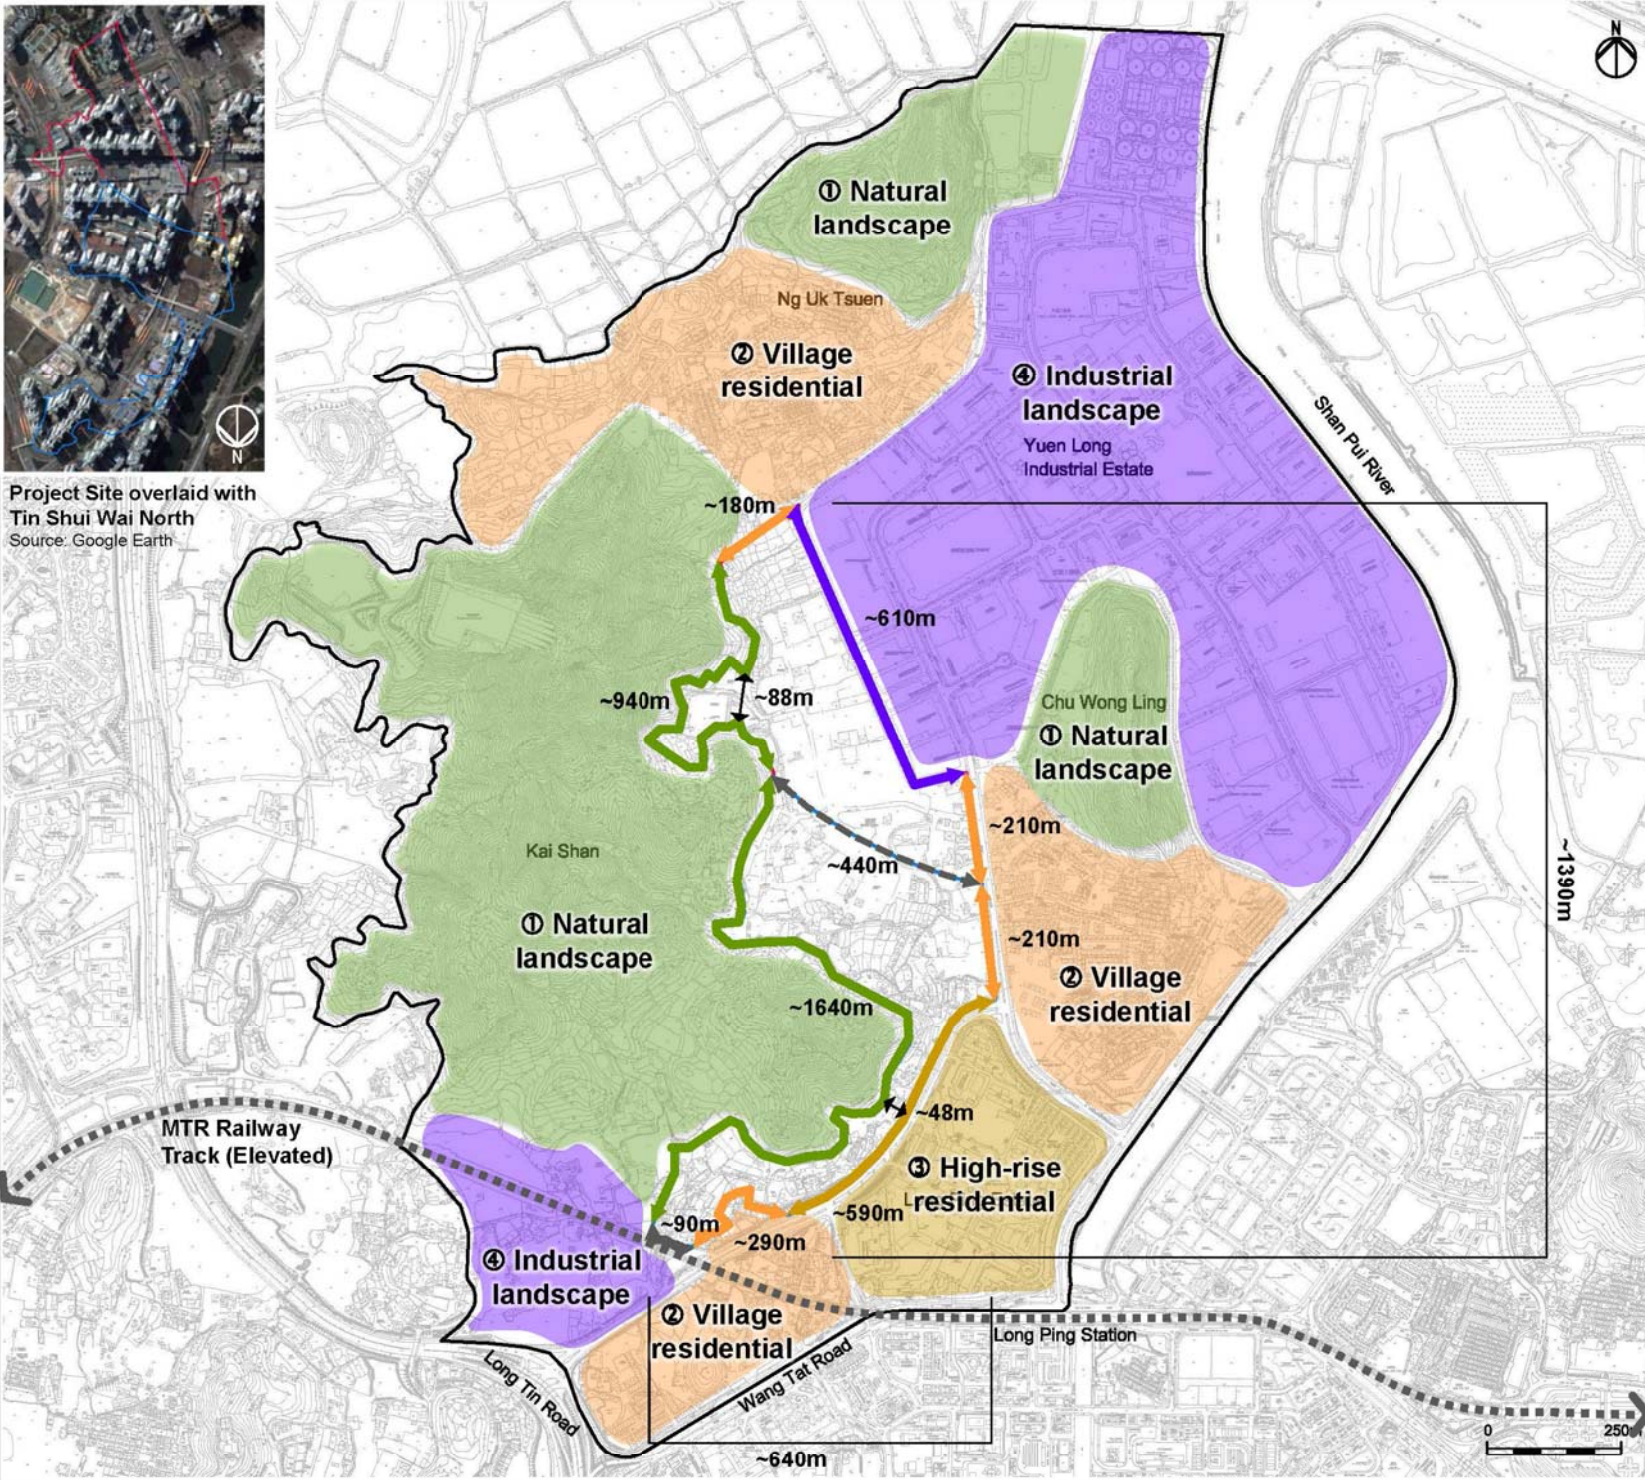 N
① Natural
landscape
Ng Uk Tsuen
② Village
residential
④ Industrial
landscape
Yuen Long
Industrial Estate
Shan Pui River
N
Project Site overlaid with
Tin Shui Wai North
Source: Google Earth
~180m
~610m
~940m
~88m
Chu Wong Ling
① Natural
landscape
~210m
~440m
Kai Shan
~1390m
① Natural
landscape
~210m
② Village
residential
~1640m
~48m
MTR Railway
Track (Elevated)
③ High-rise
residential
~590m
~90m
~290m
④ Industrial
landscape
② Village
residential
Long Ping Station
Wang Tat Road
Long Tin Road
~640m
0
250m